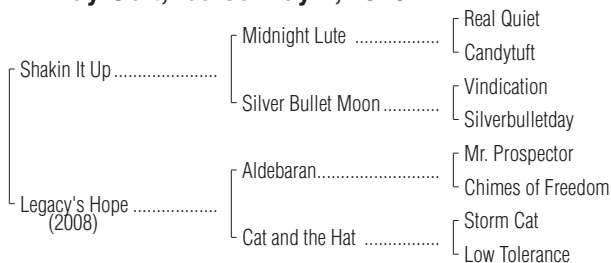 Real Quiet
Midnight Lute ..................
Candytuft
Shakin It Up ......................
Vindication
Silver Bullet Moon ............
Silverbulletday
Mr. Prospector
Aldebaran..........................
Chimes of Freedom
Legacy's Hope ..................
(2008)
Storm Cat
Cat and the Hat ................
Low Tolerance